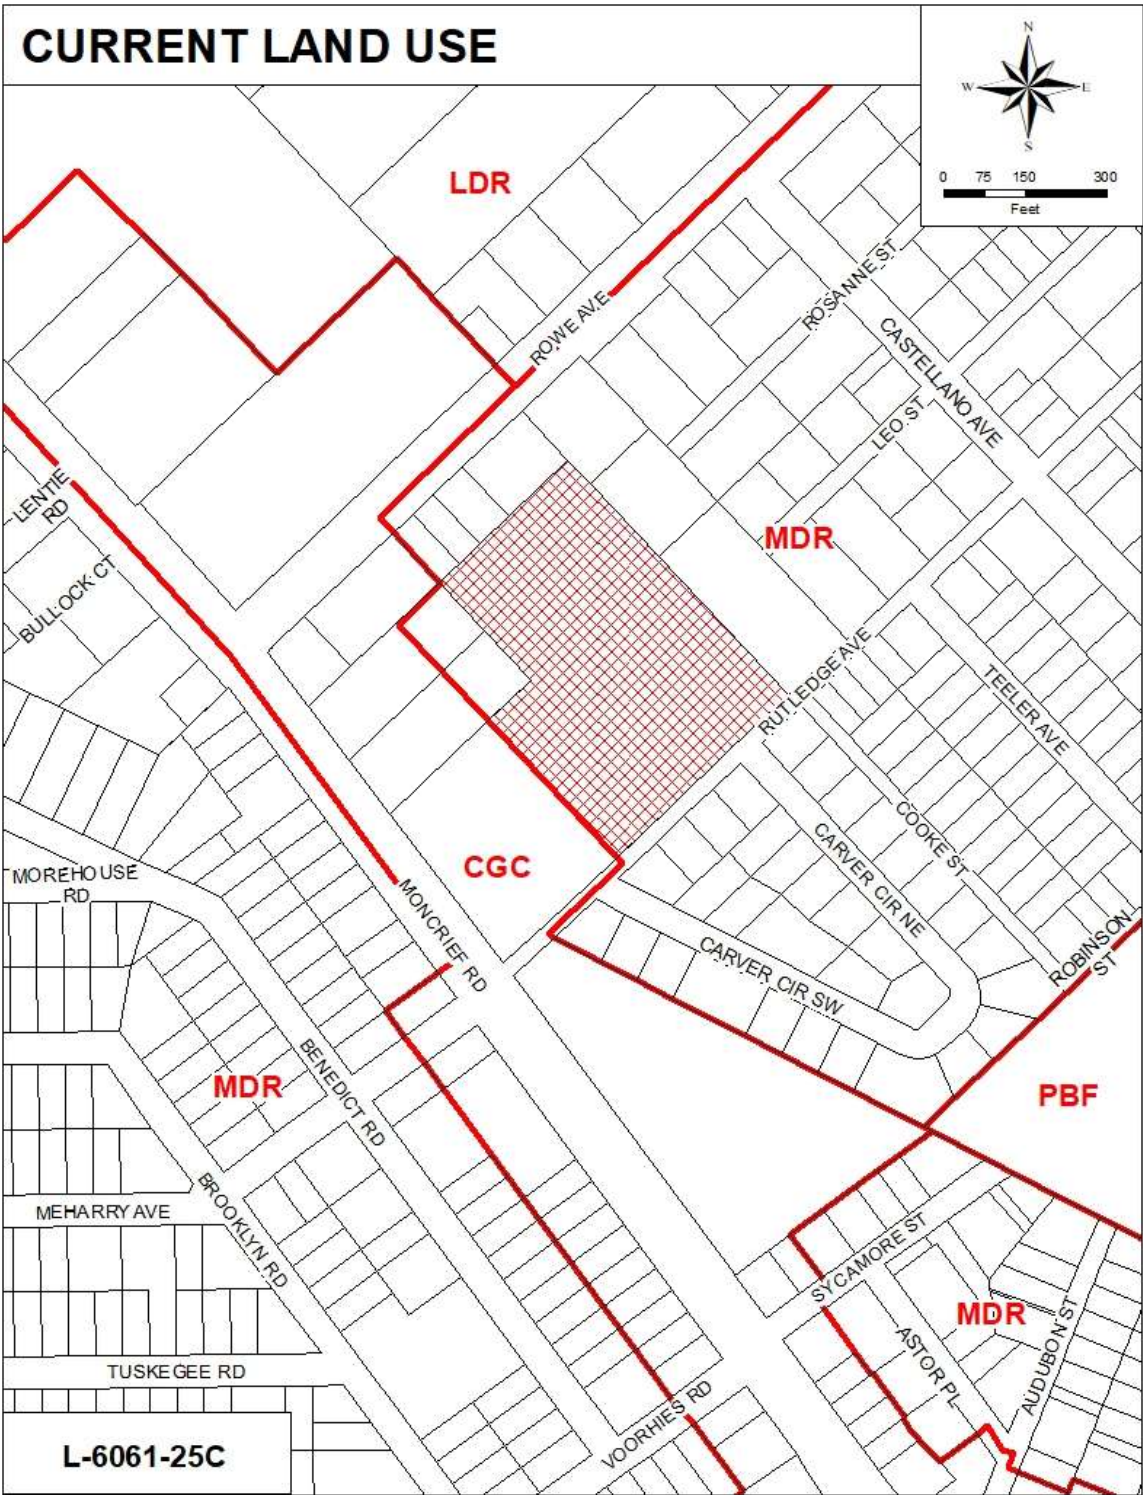 CURRENT LAND USE
N
W E
S
0 75 150 300
Feet
LDR
ROWE AVE
ROSANNE ST
CASTELLANO AVE
LEO ST
LENTIE
RD
MDR
BULLOCK CT
RUTLEDGE AVE
TEELER AVE
COOKE ST
CARVER CIR NE
CGC
MOREHOUSE
RD
MONCRIEF RD
CARVER CIR SW
ROBINSON
ST
BENEDICT RD
MDR
PBF
BROOKLYN RD
MEHARRY AVE
SYCAMORE ST
MDR
AUDUBON ST
ASTOR PL
TUSKEGEE RD
VOORHIES RD
L-6061-25C